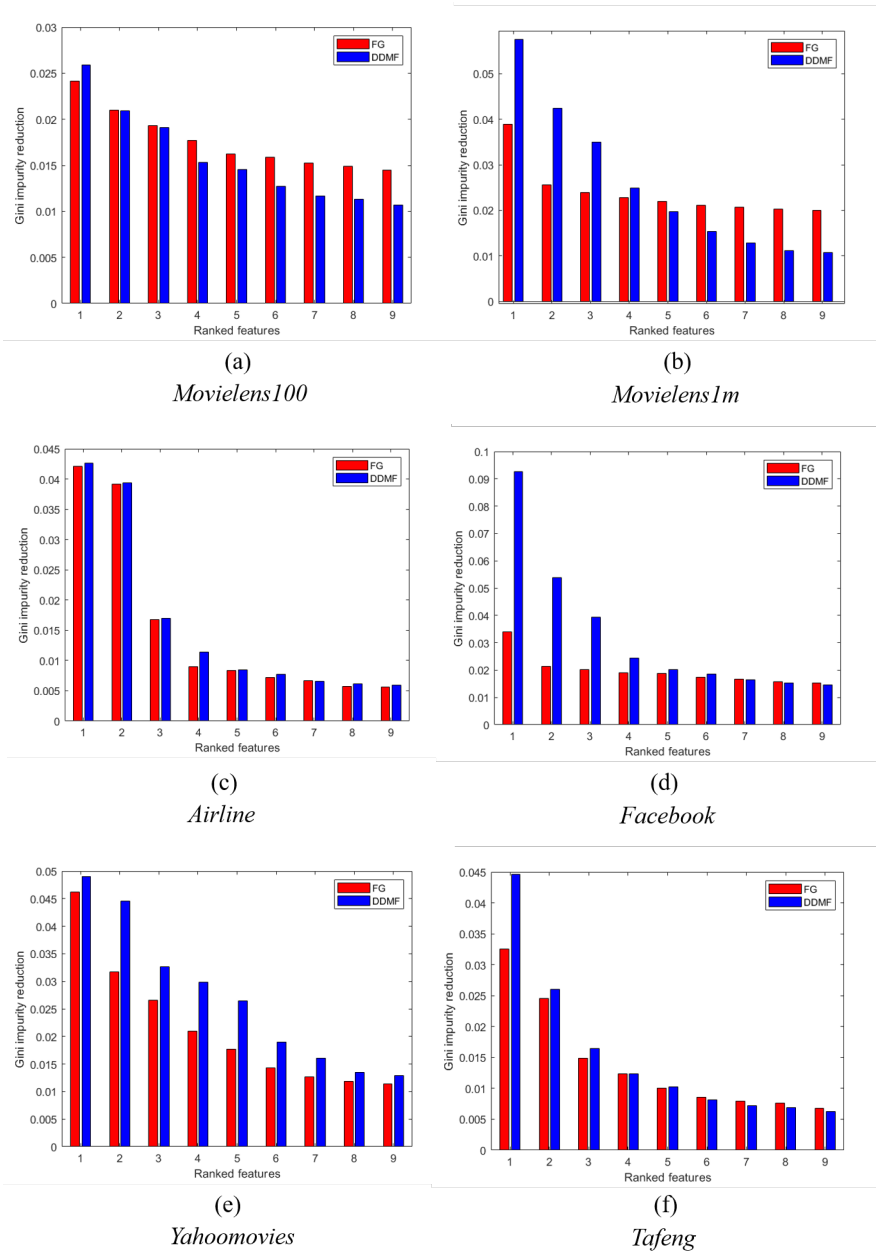 0.03
0.025
0.02
0.015
0.01
0.005
0
Gini impurity reduction
FG
DDMF
1 2 3 4 5 6 7 8 9
Ranked features
(a)
Movielens100
0.05
0.04
0.03
0.02
0.01
0
Gini impurity reduction
FG
DDMF
1 2 3 4 5 6 7 8 9
Ranked features
(b)
Movielens1m
0.045
0.04
0.035
0.03
0.025
0.02
0.015
0.01
0.005
0
Gini impurity reduction
FG
DDMF
1 2 3 4 5 6 7 8 9
Ranked features
(c)
Airline
0.1
0.09
0.08
0.07
0.06
0.05
0.04
0.03
0.02
0.01
0
Gini impurity reduction
FG
DDMF
1 2 3 4 5 6 7 8 9
Ranked features
(d)
Facebook
0.05
0.045
0.04
0.035
0.03
0.025
0.02
0.015
0.01
0.005
0
Gini impurity reduction
FG
DDMF
1 2 3 4 5 6 7 8 9
Ranked features
(e)
Yahoomovies
0.045
0.04
0.035
0.03
0.025
0.02
0.015
0.01
0.005
0
Gini impurity reduction
FG
DDMF
1 2 3 4 5 6 7 8 9
Ranked features
(f)
Tafeng